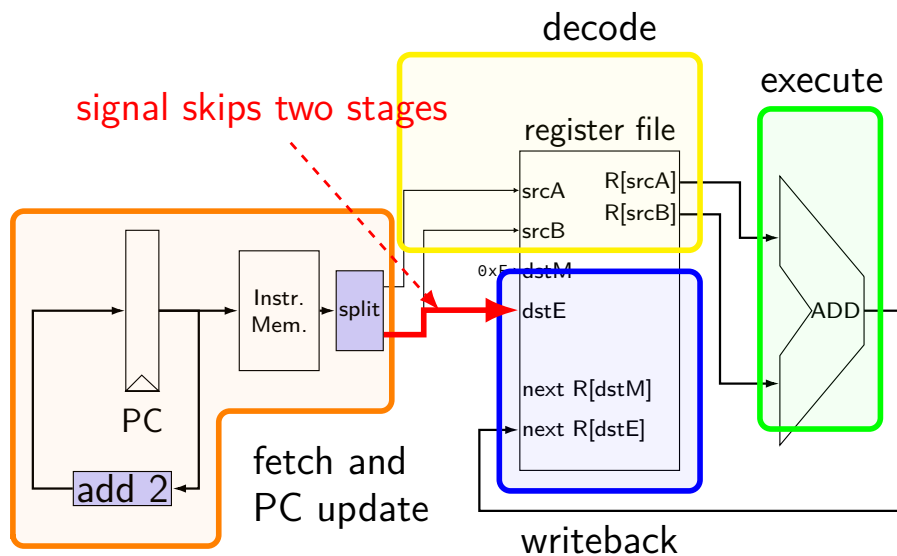 decode
execute
signal skips two stages
register file
srcA
R[srcA]
R[srcB]
srcB
0xF
dstM
Instr.
Mem.
split
dstE
ADD
PC
next R[dstM]
next R[dstE]
add 2
fetch and
PC update
writeback